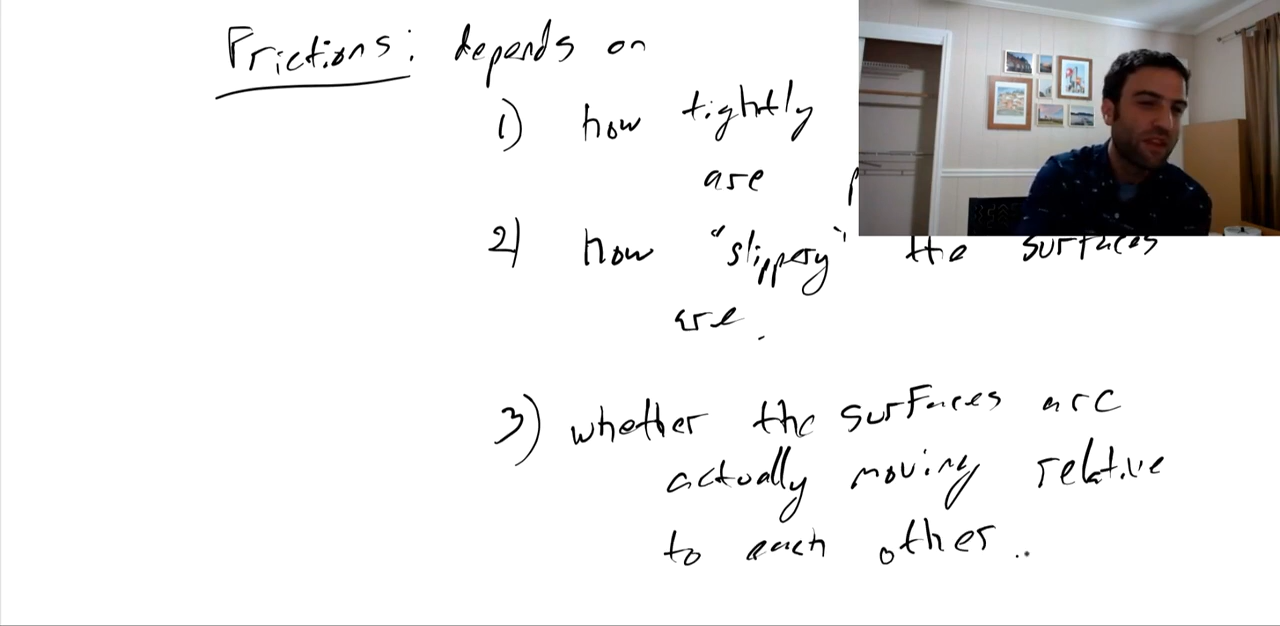 Frictions: depends on
1) how tightly
are
2) how "slippery" the surfaces
are.
3) whether the surfaces are
actually moving relative
to each other..